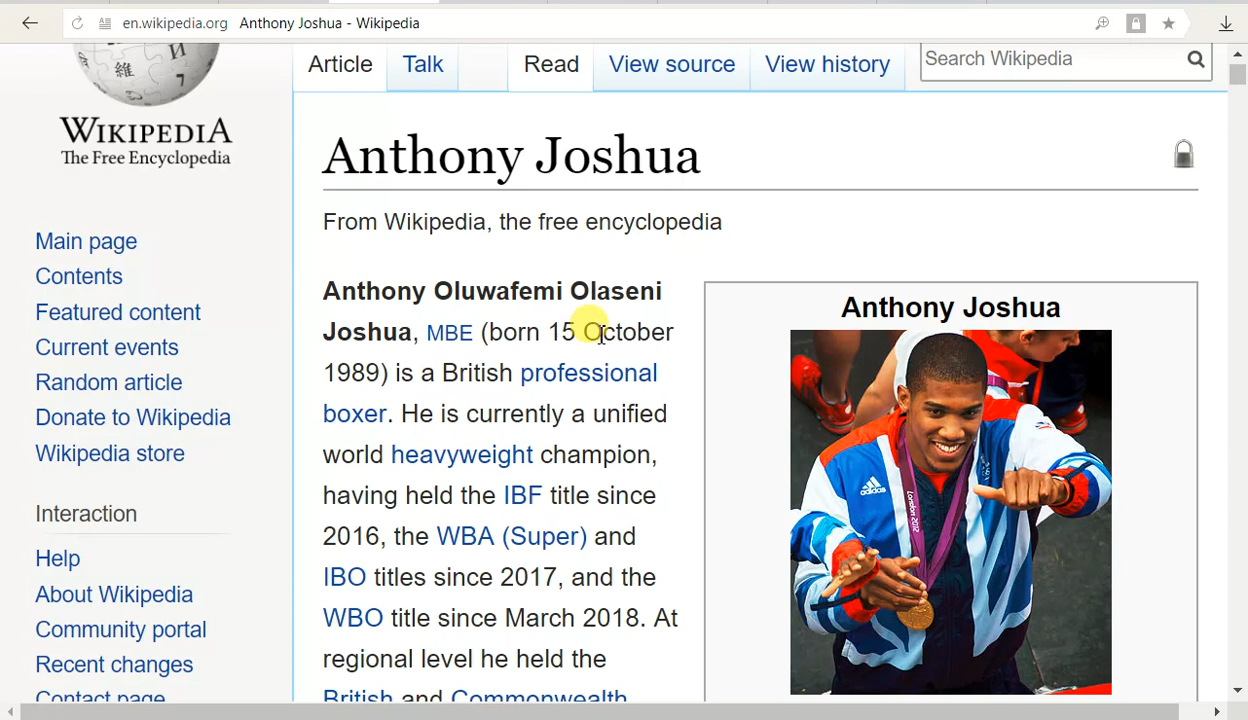 en.wikipedia.org Anthony Joshua - Wikipedia
Article Talk Read View source View history Search Wikipedia
WIKIPEDIA
The Free Encyclopedia
Main page
Contents
Featured content
Current events
Random article
Donate to Wikipedia
Wikipedia store
Interaction
Help
About Wikipedia
Community portal
Recent changes
Contact page
Anthony Joshua
From Wikipedia, the free encyclopedia
Anthony Oluwafemi Olaseni
Joshua, MBE (born 15 October
1989) is a British professional
boxer. He is currently a unified
world heavyweight champion,
having held the IBF title since
2016, the WBA (Super) and
IBO titles since 2017, and the
WBO title since March 2018. At
regional level he held the
British and Commonwealth
Anthony Joshua
adidas
London 2012